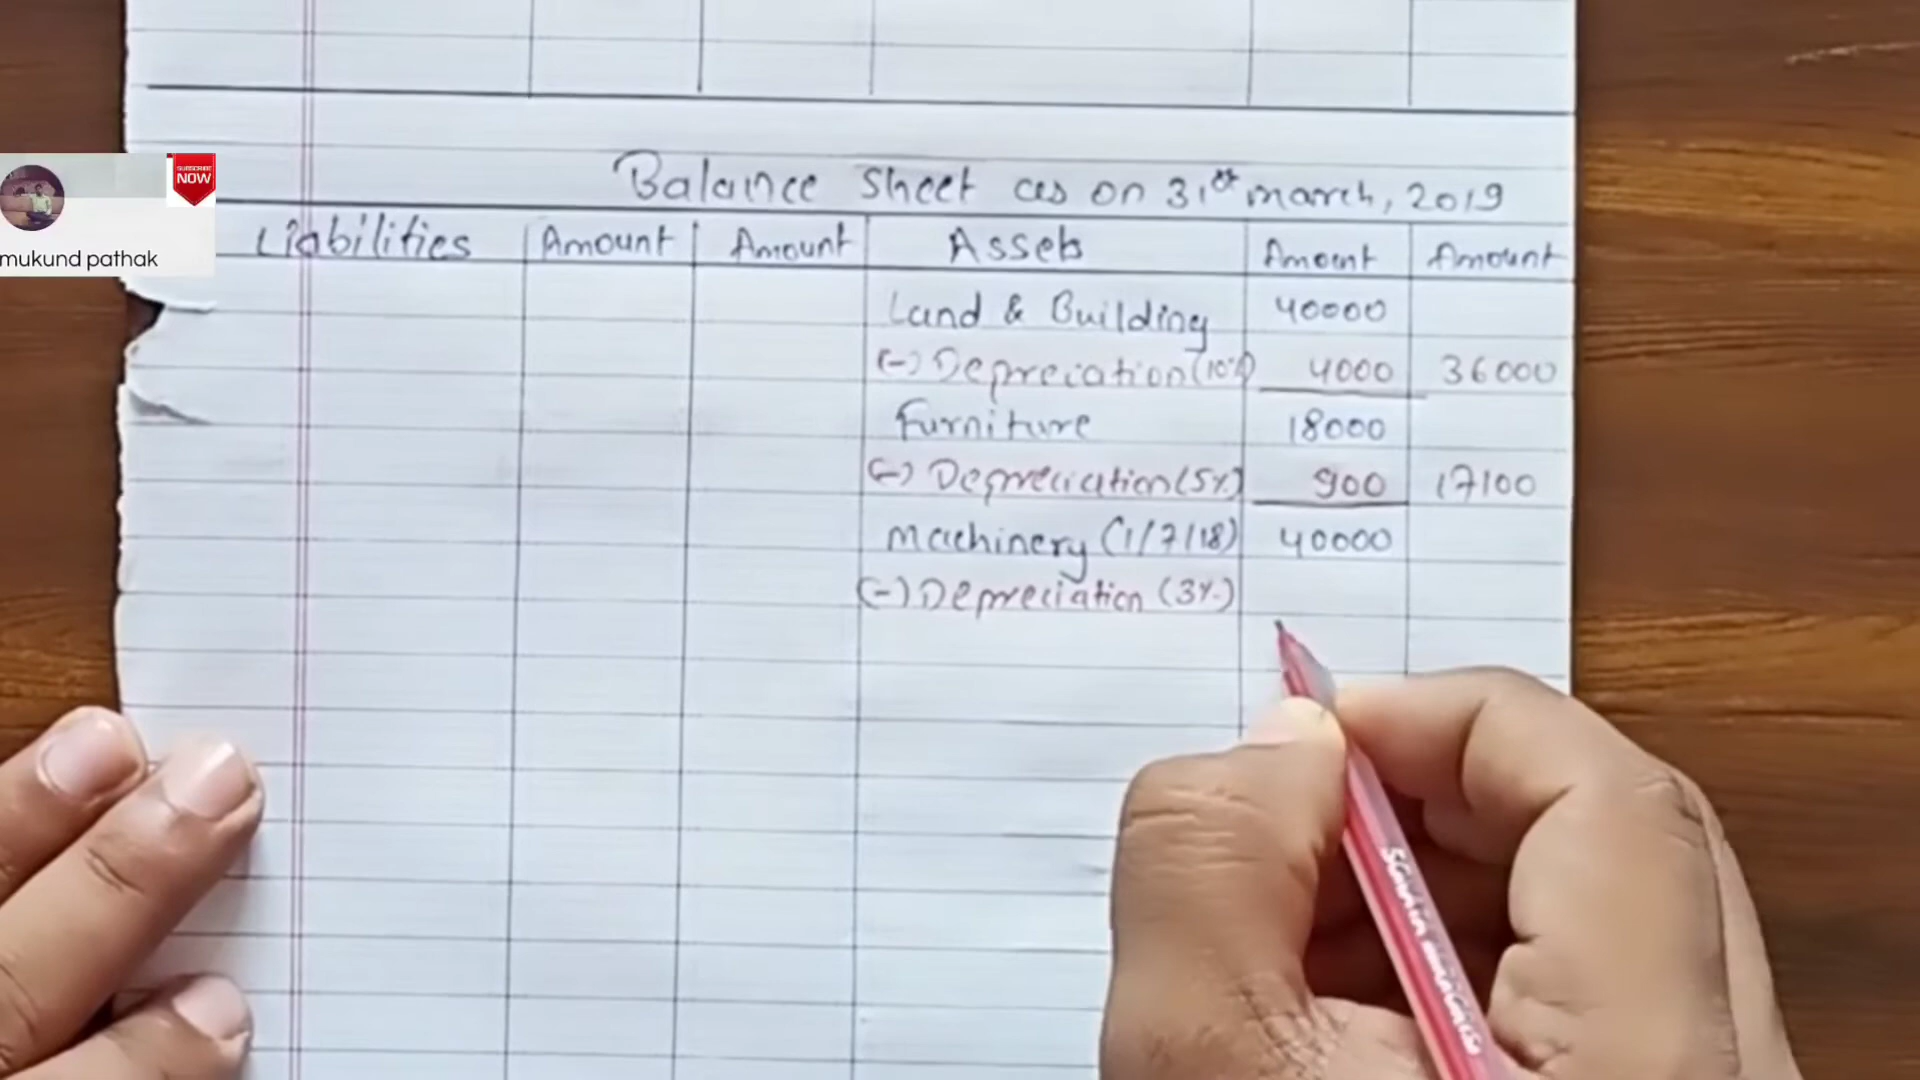 Balance Sheet as on 31st march, 2019
SUBSCRIBE
NOW
mukund pathak
Liabilities Amount Amount Assets Amount Amount
Land & Building 40000
(-) Depreciation (10%) 4000 36000
Furniture 18000
(-) Depreciation (5%) 900 17100
Machinery (1/7/18) 40000
(-) Depreciation (3%)